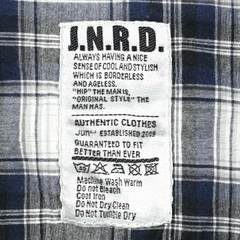 J.N.R.D.
ALWAYS HAVING A NICE
SENSE OF COOL AND STYLISH
WHICH IS BORDERLESS
AND AGELESS.
"HIP" THE MAN IS,
"ORIGINAL STYLE" THE
MAN HAS.
AUTHENTIC CLOTHES
ESTABLISHED
GUARANTEED TO FIT
BETTER THAN EVER
Machine Wash Warm
Do not Bleach
Cool Iron
Do Not Dry Clean
Do Not Tumble Dry